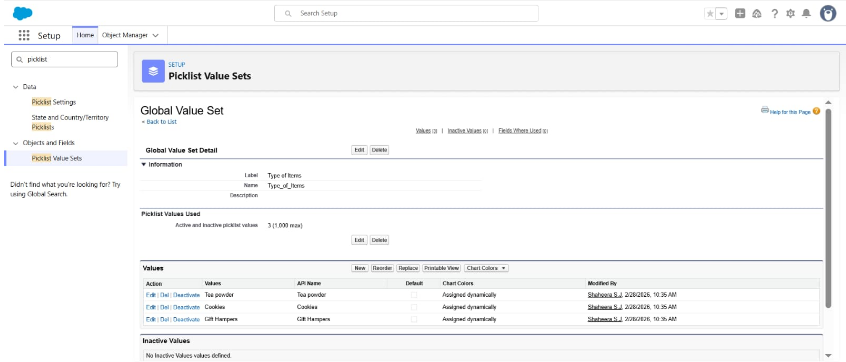 Search Setup
Setup
Home
Object Manager
picklist
Data
Picklist Settings
State and Country/Territory
Picklists
Objects and Fields
Picklist Value Sets
Didn't find what you're looking for? Try
using Global Search.
SETUP
Picklist Value Sets
Global Value Set
« Back to List
Help for this Page
Values [3] | Inactive Values [0] | Fields Where Used [0]
Global Value Set Detail Edit Delete
Information
Label Type of Items
Name Type_of_Items
Description
Picklist Values Used
Active and inactive picklist values 3 (1,000 max)
Edit Delete
Values New Reorder Replace Printable View Chart Colors
Action Values API Name Default Chart Colors Modified By
Edit | Del | Deactivate Tea powder Tea powder Assigned dynamically Shaheera S J, 2/28/2026, 10:35 AM
Edit | Del | Deactivate Cookies Cookies Assigned dynamically Shaheera S J, 2/28/2026, 10:35 AM
Edit | Del | Deactivate Gift Hampers Gift Hampers Assigned dynamically Shaheera S J, 2/28/2026, 10:35 AM
Inactive Values
No Inactive Values values defined.